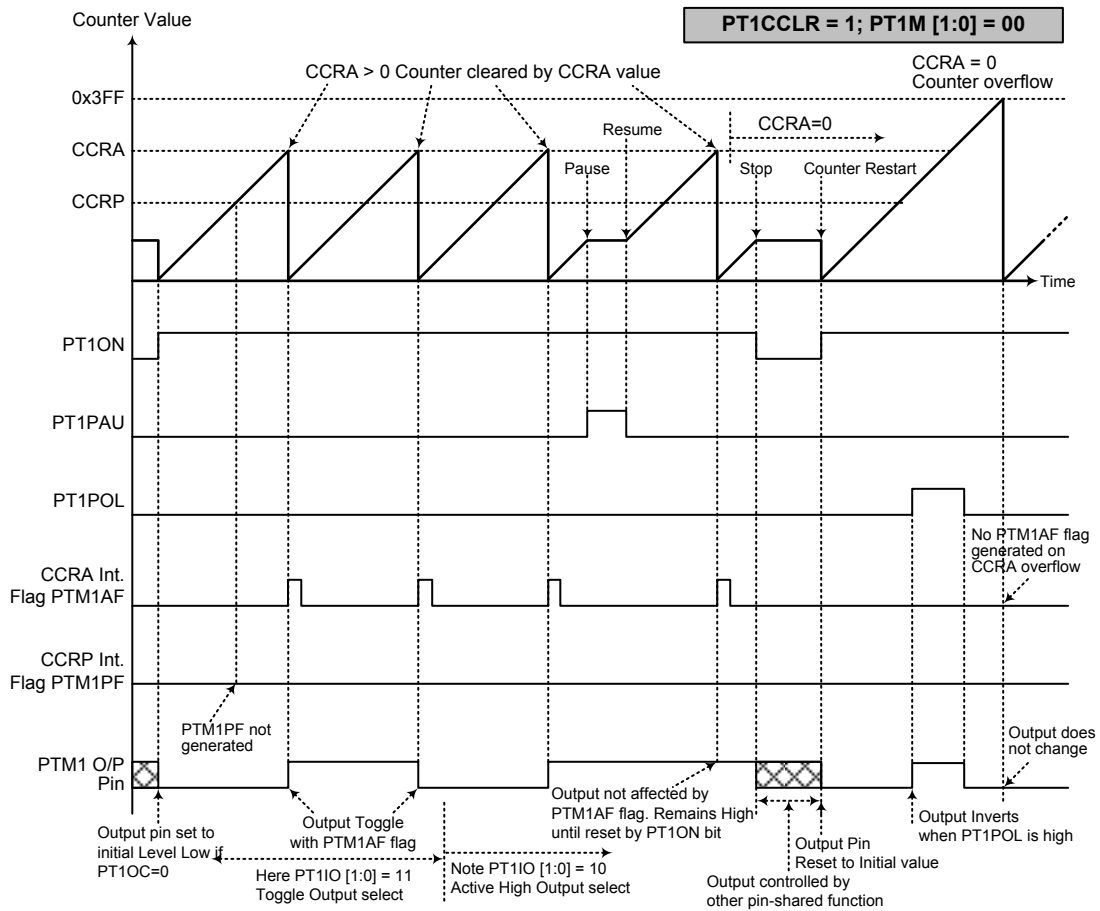 Counter Value
PT1CCLR = 1; PT1M [1:0] = 00
CCRA > 0 Counter cleared by CCRA value
CCRA = 0
Counter overflow
0x3FF
Resume
CCRA=0
CCRA
Pause
Stop
Counter Restart
CCRP
Time
PT1ON
PT1PAU
PT1POL
No PTM1AF flag
generated on
CCRA overflow
CCRA Int.
Flag PTM1AF
CCRP Int.
Flag PTM1PF
PTM1PF not
generated
Output does
not change
PTM1 O/P
Pin
Output pin set to
initial Level Low if
PT1OC=0
Output Toggle
with PTM1AF flag
Output not affected by
PTM1AF flag. Remains High
until reset by PT1ON bit
Output Inverts
when PT1POL is high
Output Pin
Reset to Initial value
Here PT1IO [1:0] = 11
Toggle Output select
Note PT1IO [1:0] = 10
Active High Output select
Output controlled by
other pin-shared function